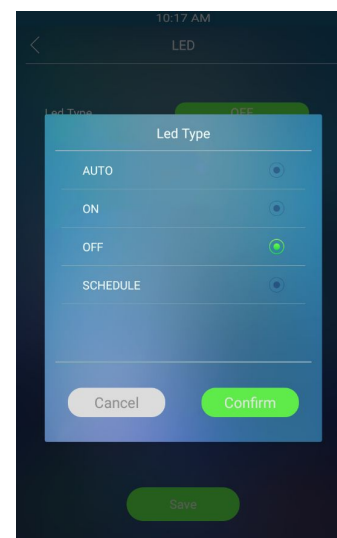 10:17 AM
LED
Led Type OFF
Led Type
AUTO
ON
OFF
SCHEDULE
Cancel Confirm
Save